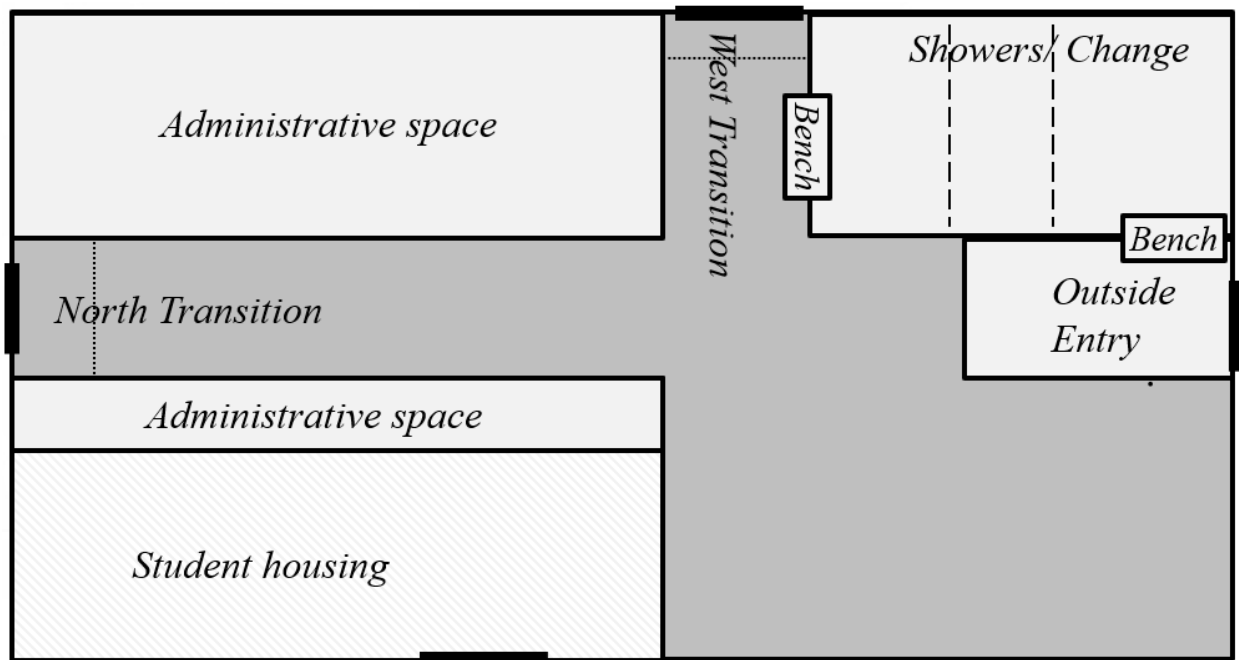 Administrative space
West Transition
Showers/ Change
Bench
Bench
North Transition
Outside
Entry
Administrative space
Student housing